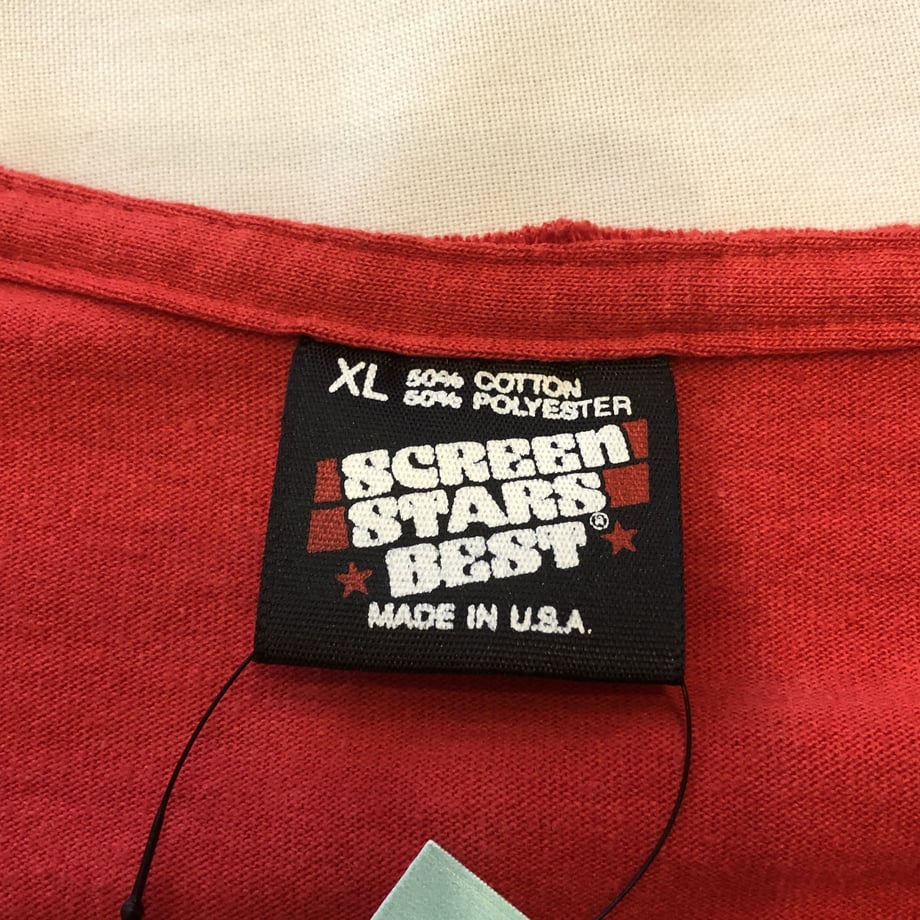 XL 50% COTTON
50% POLYESTER
SCREEN
STARS
BEST®
MADE IN U.S.A.